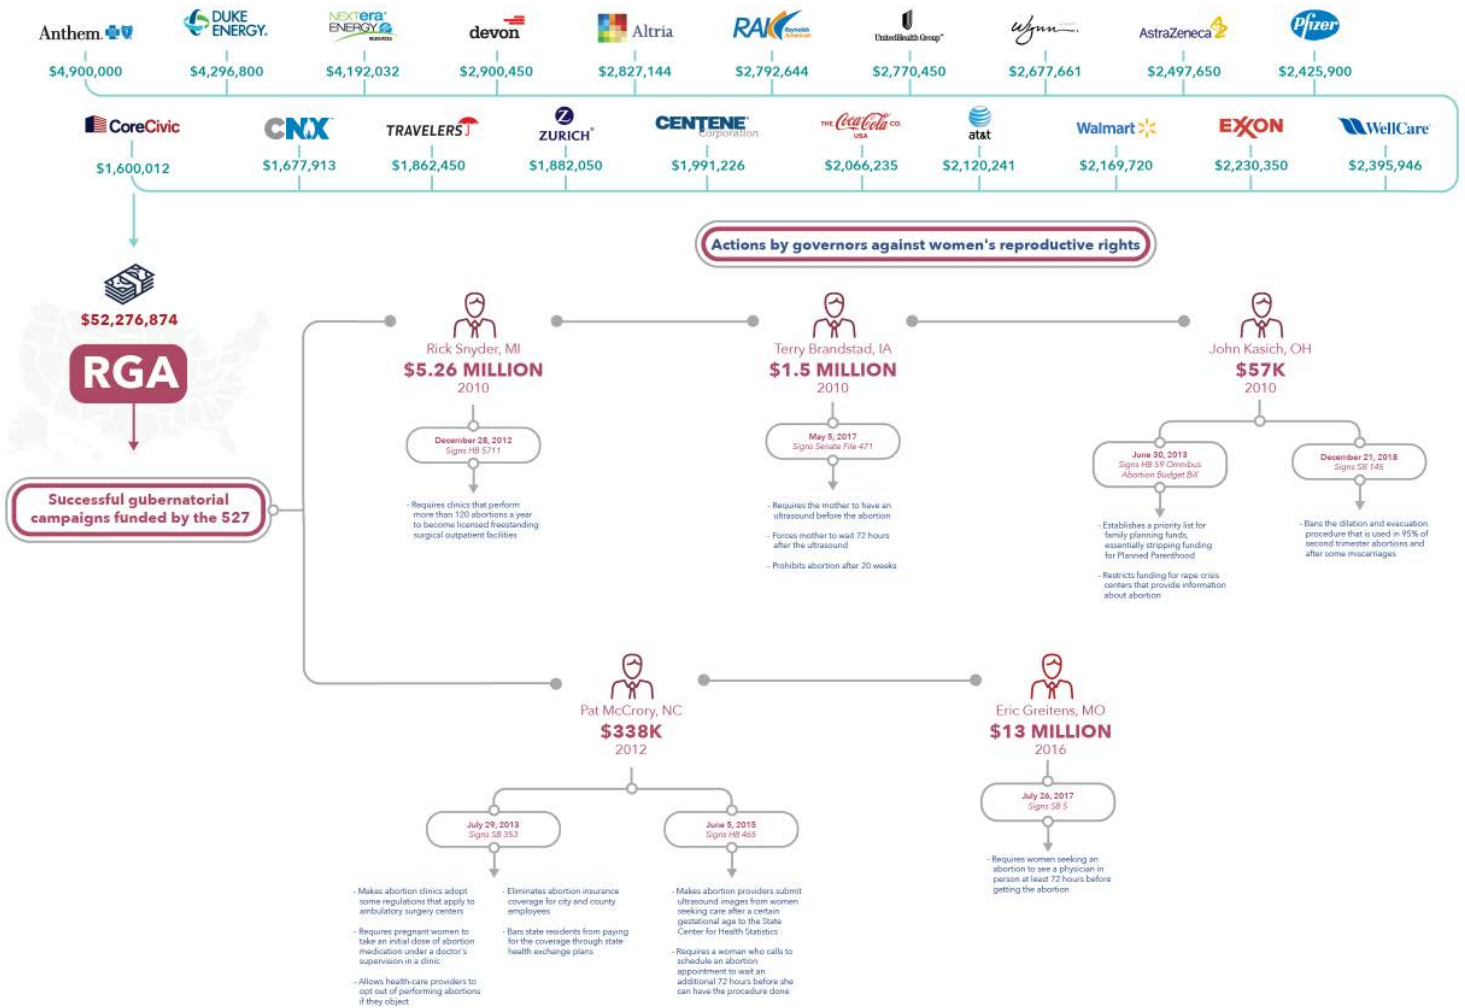 Anthem
DUKE
ENERGY.
NEXTera
ENERGY
RESOURCES
devon
Altria
RAI
Reynolds
American
UnitedHealth Group
Wynn
AstraZeneca
Pfizer
$4,900,000
$4,296,800
$4,192,032
$2,900,450
$2,827,144
$2,792,644
$2,770,450
$2,677,661
$2,497,650
$2,425,900
CoreCivic
CNX
TRAVELERS
Z
ZURICH
CENTENE
Corporation
THE Coca-Cola CO.
USA
at&t
Walmart
EXXON
WellCare
$1,600,012
$1,677,913
$1,862,450
$1,882,050
$1,991,226
$2,066,235
$2,120,241
$2,169,720
$2,230,350
$2,395,946
Actions by governors against women's reproductive rights
$52,276,874
RGA
Successful gubernatorial
campaigns funded by the 527
Rick Snyder, MI
$5.26 MILLION
2010
December 28, 2012
Signs HB 5711
- Requires clinics that perform
more than 120 abortions a year
to become licensed freestanding
surgical outpatient facilities
Terry Brandstad, IA
$1.5 MILLION
2010
May 5, 2017
Signs Senate File 471
- Requires the mother to have an
ultrasound before the abortion
- Forces mother to wait 72 hours
after the ultrasound
- Prohibits abortion after 20 weeks
John Kasich, OH
$57K
2010
June 30, 2013
Signs HB 59 Omnibus
Abortion Budget Bill
- Establishes a priority list for
family planning funds,
essentially stripping funding
for Planned Parenthood
- Restricts funding for rape crisis
centers that provide information
about abortion
December 21, 2018
Signs SB 145
- Bans the dilation and evacuation
procedure that is used in 95% of
second trimester abortions and
after some miscarriages
Pat McCrory, NC
$338K
2012
July 29, 2013
Signs SB 353
- Makes abortion clinics adopt
some regulations that apply to
ambulatory surgery centers
- Requires pregnant women to
take an initial dose of abortion
medication under a doctor's
supervision in a clinic
- Allows health-care providers to
opt out of performing abortions
if they object
- Eliminates abortion insurance
coverage for city and county
employees
- Bars state residents from paying
for the coverage through state
health exchange plans
June 5, 2015
Signs HB 465
- Makes abortion providers submit
ultrasound images from women
seeking care after a certain
gestational age to the State
Center for Health Statistics
- Requires a woman who calls to
schedule an abortion
appointment to wait an
additional 72 hours before she
can have the procedure done
Eric Greitens, MO
$13 MILLION
2016
July 26, 2017
Signs SB 5
- Requires women seeking an
abortion to see a physician in
person at least 72 hours before
getting the abortion